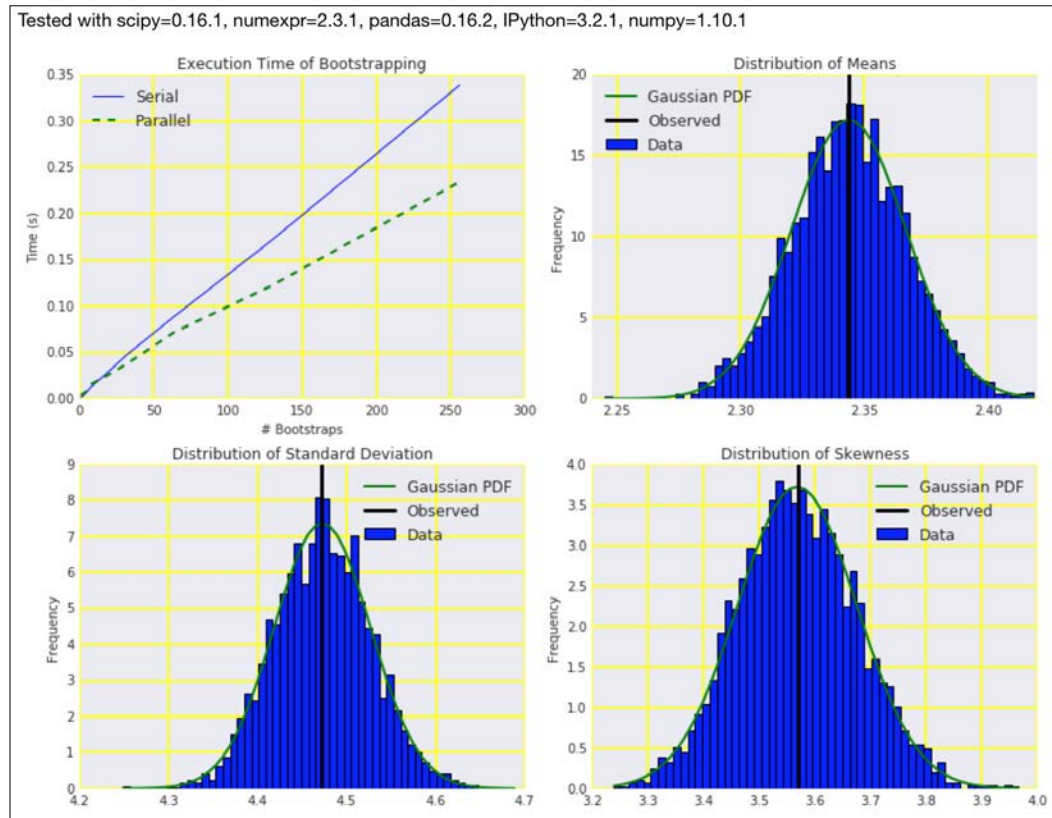 Tested with scipy=0.16.1, numexpr=2.3.1, pandas=0.16.2, IPython=3.2.1, numpy=1.10.1
Execution Time of Bootstrapping
0.35
0.30
0.25
0.20
0.15
0.10
0.05
0.00
Time (s)
Serial
Parallel
0 50 100 150 200 250 300
# Bootstraps
Distribution of Means
20
15
10
5
0
Frequency
Gaussian PDF
Observed
Data
2.25 2.30 2.35 2.40
Distribution of Standard Deviation
9
8
7
6
5
4
3
2
1
0
Frequency
Gaussian PDF
Observed
Data
4.2 4.3 4.4 4.5 4.6 4.7
Distribution of Skewness
4.0
3.5
3.0
2.5
2.0
1.5
1.0
0.5
0.0
Frequency
Gaussian PDF
Observed
Data
3.2 3.3 3.4 3.5 3.6 3.7 3.8 3.9 4.0